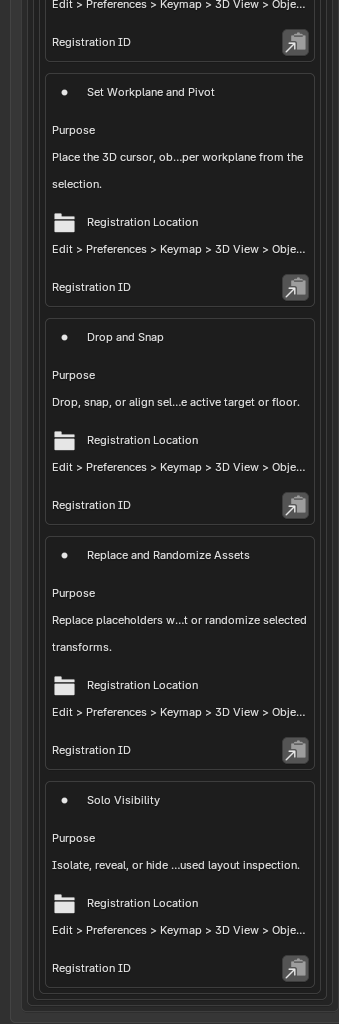 Edit > Preferences > Keymap > 3D View > Obje...
Registration ID
Set Workplane and Pivot
Purpose
Place the 3D cursor, ob...per workplane from the
selection.
Registration Location
Edit > Preferences > Keymap > 3D View > Obje...
Registration ID
Drop and Snap
Purpose
Drop, snap, or align sel...e active target or floor.
Registration Location
Edit > Preferences > Keymap > 3D View > Obje...
Registration ID
Replace and Randomize Assets
Purpose
Replace placeholders w...t or randomize selected
transforms.
Registration Location
Edit > Preferences > Keymap > 3D View > Obje...
Registration ID
Solo Visibility
Purpose
Isolate, reveal, or hide ...used layout inspection.
Registration Location
Edit > Preferences > Keymap > 3D View > Obje...
Registration ID